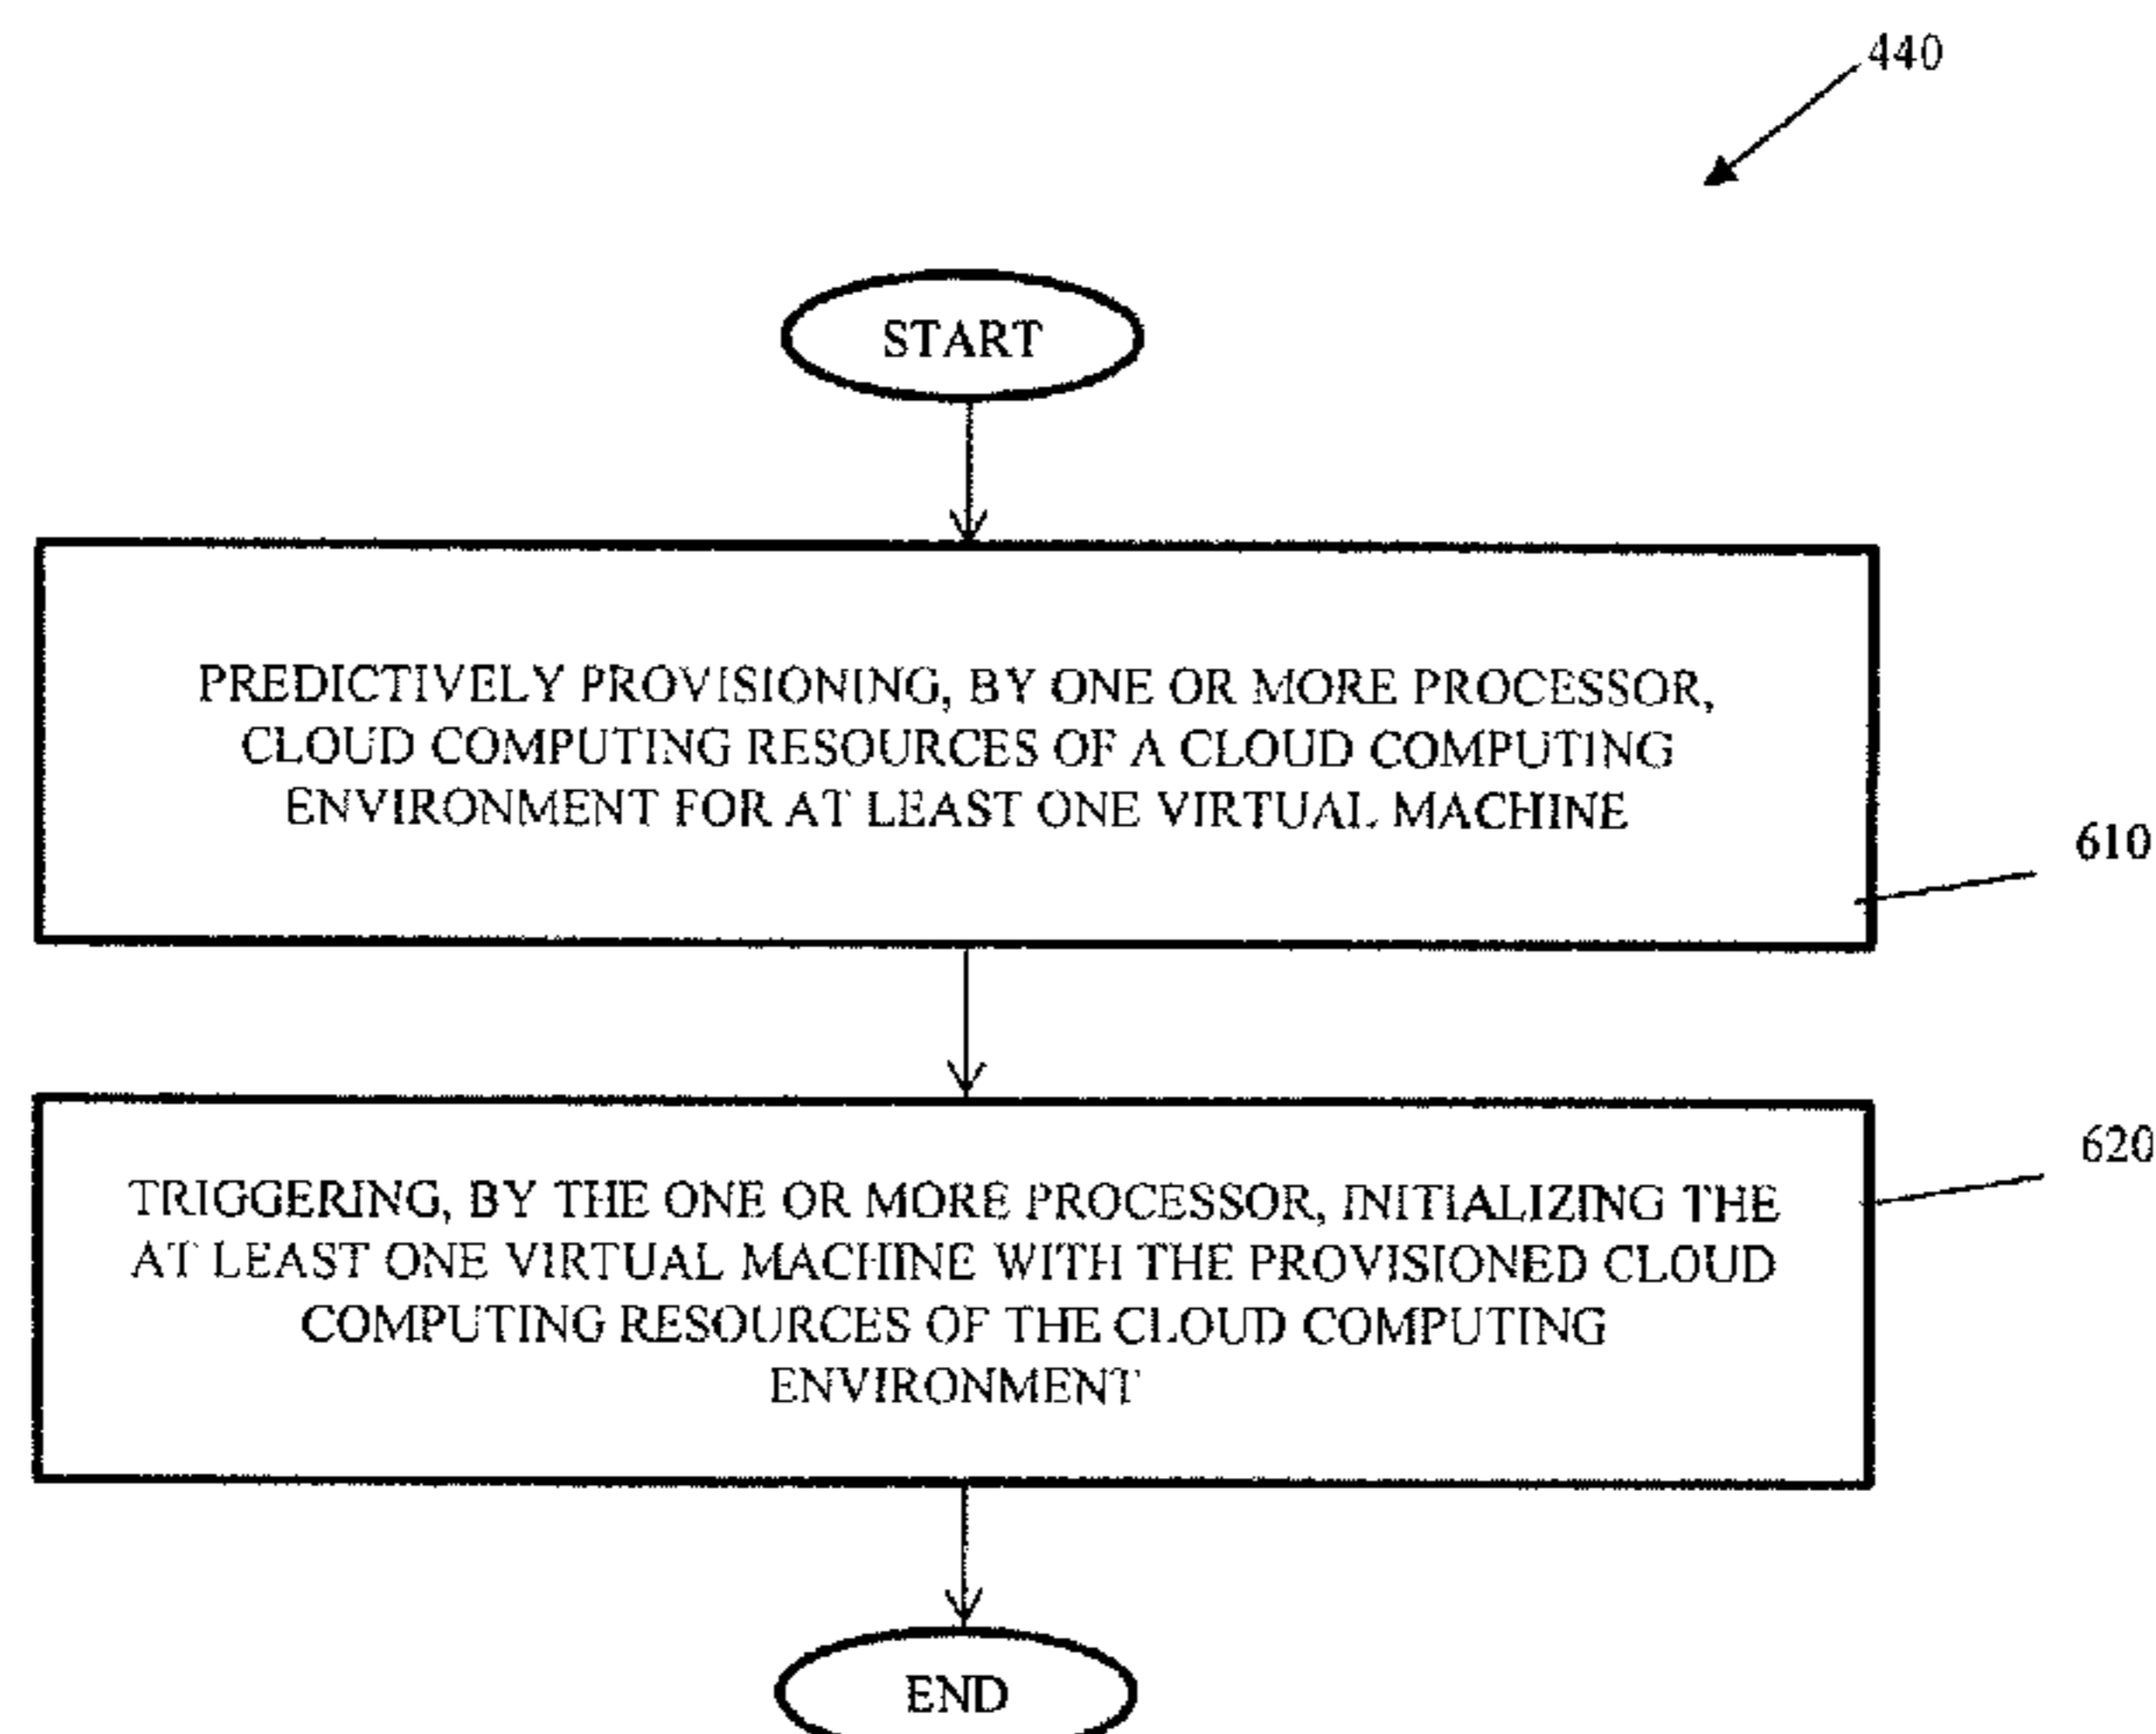 440
START
PREDICTIVELY PROVISIONING, BY ONE OR MORE PROCESSOR,
CLOUD COMPUTING RESOURCES OF A CLOUD COMPUTING
ENVIRONMENT FOR AT LEAST ONE VIRTUAL MACHINE
610
TRIGGERING, BY THE ONE OR MORE PROCESSOR, INITIALIZING THE
AT LEAST ONE VIRTUAL MACHINE WITH THE PROVISIONED CLOUD
COMPUTING RESOURCES OF THE CLOUD COMPUTING
ENVIRONMENT
620
END